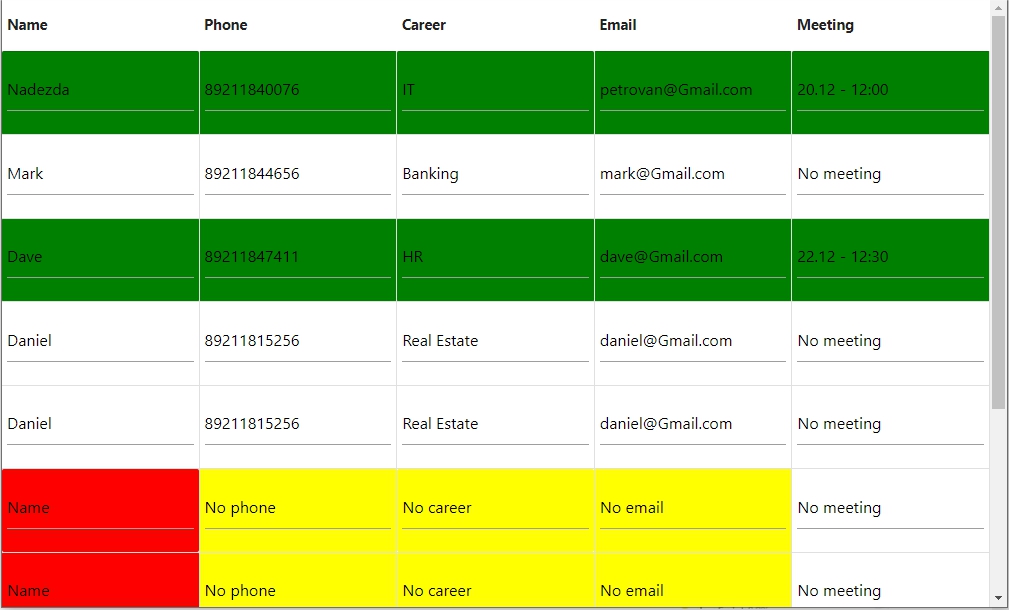 Name Phone Career Email Meeting
Nadezda 89211840076 IT petrovan@Gmail.com 20.12 - 12:00
Mark 89211844656 Banking mark@Gmail.com No meeting
Dave 89211847411 HR dave@Gmail.com 22.12 - 12:30
Daniel 89211815256 Real Estate daniel@Gmail.com No meeting
Daniel 89211815256 Real Estate daniel@Gmail.com No meeting
Name No phone No career No email No meeting
Name No phone No career No email No meeting